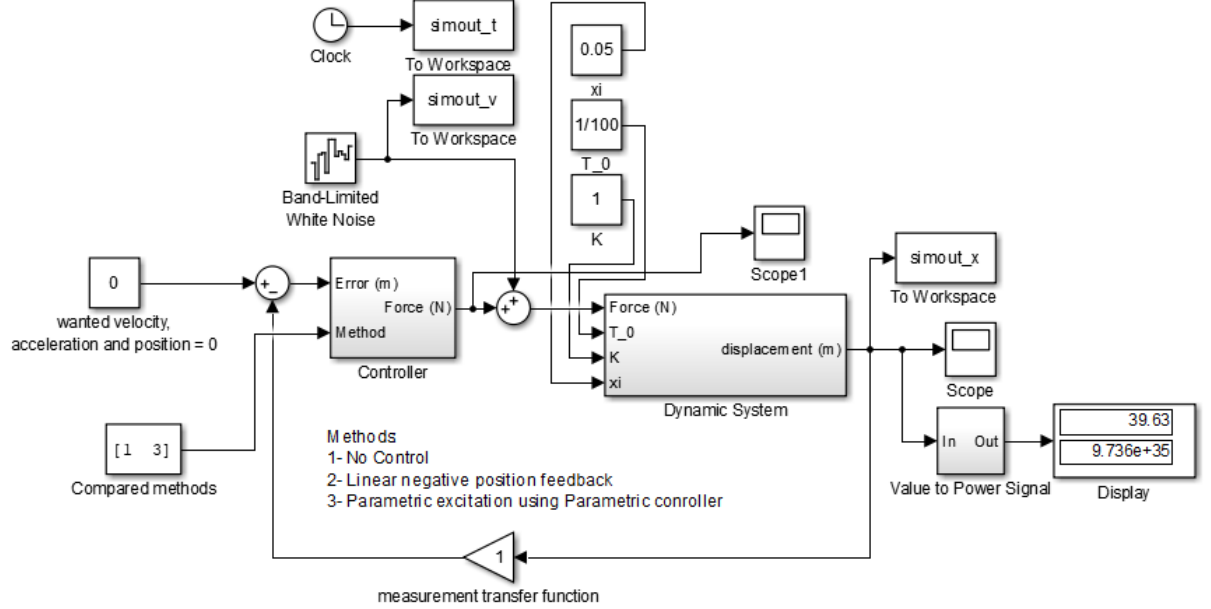 Clock
simout_t
To Workspace
simout_v
To Workspace
0.05
xi
1/100
T_0
1
K
Band-Limited
White Noise
Scope1
simout_x
To Workspace
0
wanted velocity,
acceleration and position = 0
+
-
Error (m)
Force (N)
Method
Controller
+
+
Force (N)
T_0
K
xi
displacement (m)
Dynamic System
Scope
[1 3]
Compared methods
Methods:
1- No Control
2- Linear negative position feedback
3- Parametric excitation using Parametric conroller
In Out
Value to Power Signal
39.63
9.736e+35
Display
1
measurement transfer function